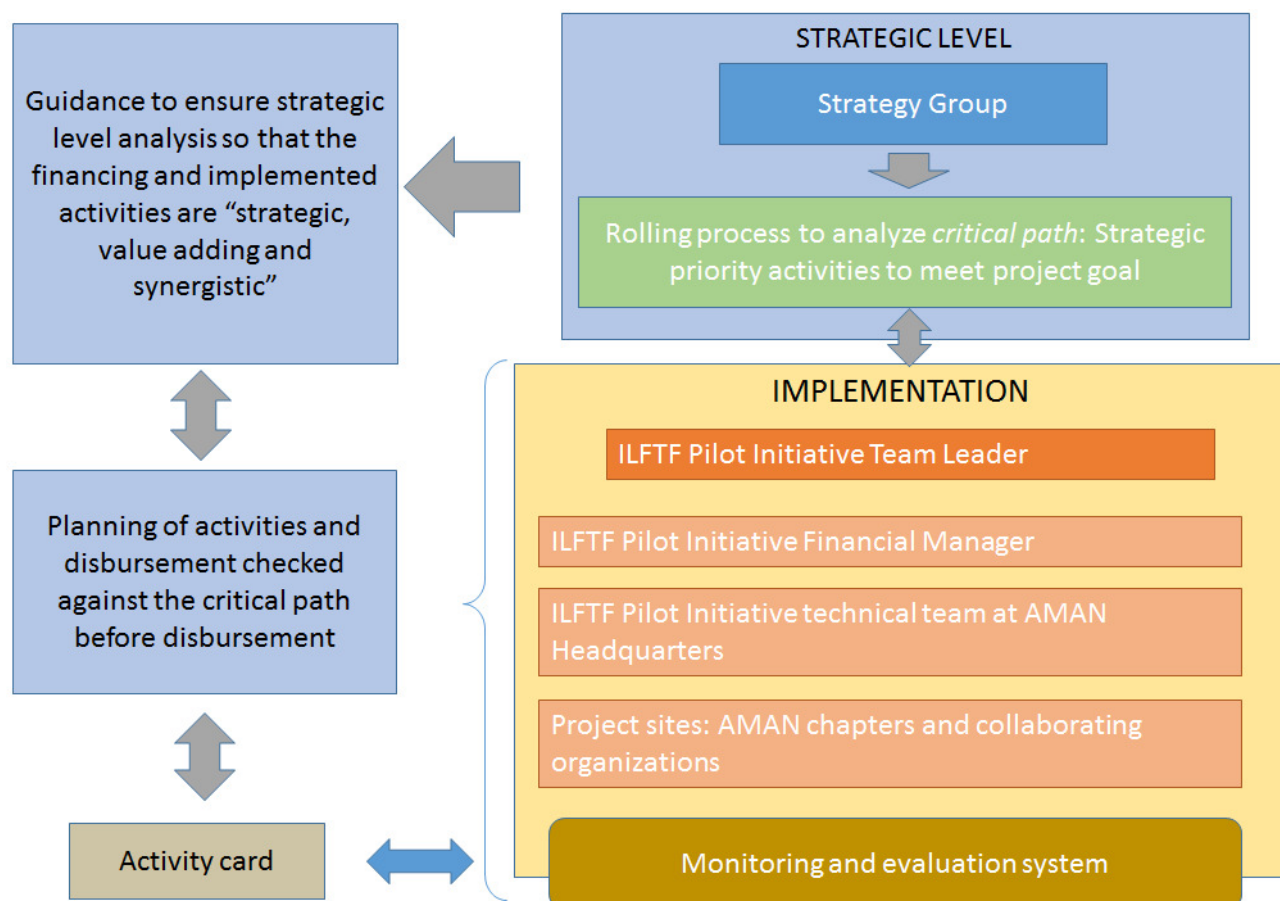 Guidance to ensure strategic
level analysis so that the
financing and implemented
activities are “strategic,
value adding and
synergistic”
STRATEGIC LEVEL
Strategy Group
Rolling process to analyze critical path: Strategic
priority activities to meet project goal
Planning of activities and
disbursement checked
against the critical path
before disbursement
Activity card
IMPLEMENTATION
ILFTF Pilot Initiative Team Leader
ILFTF Pilot Initiative Financial Manager
ILFTF Pilot Initiative technical team at AMAN
Headquarters
Project sites: AMAN chapters and collaborating
organizations
Monitoring and evaluation system